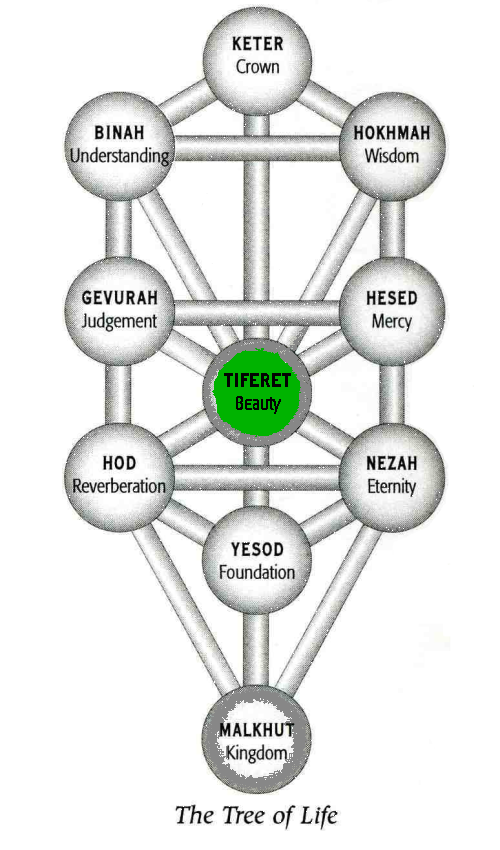 KETER
Crown
BINAH
Understanding
HOKHMAH
Wisdom
GEVURAH
Judgement
HESED
Mercy
TIFERET
Beauty
HOD
Reverberation
NEZAH
Eternity
YESOD
Foundation
MALKHUT
Kingdom
The Tree of Life